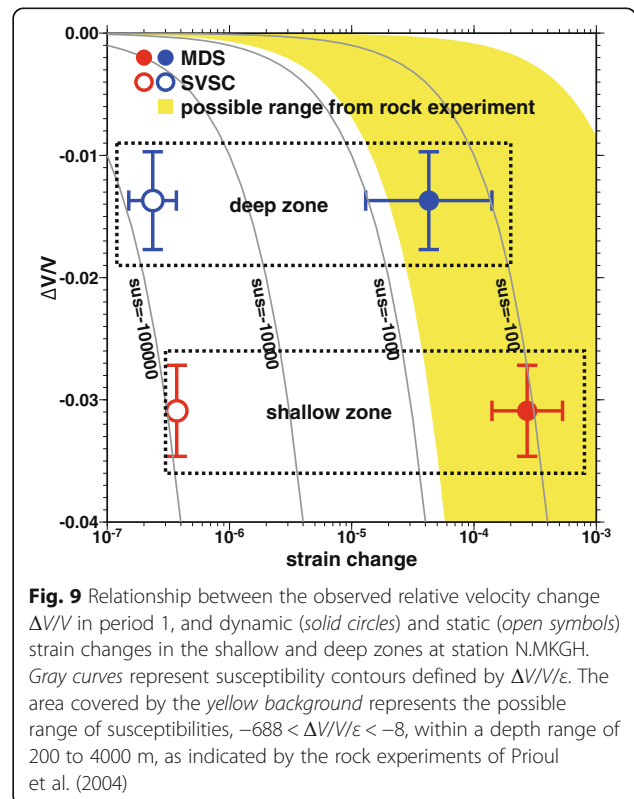 0.00
−0.01
−0.02
−0.03
−0.04
ΔV/V
MDS
SVSC
possible range from rock experiment
deep zone
shallow zone
sus=-100000
sus=-10000
sus=-1000
sus=-100
10⁻⁷ 10⁻⁶ 10⁻⁵ 10⁻⁴ 10⁻³
strain change
Fig. 9 Relationship between the observed relative velocity change
ΔV/V in period 1, and dynamic (solid circles) and static (open symbols)
strain changes in the shallow and deep zones at station N.MKGH.
Gray curves represent susceptibility contours defined by ΔV/V/ε. The
area covered by the yellow background represents the possible
range of susceptibilities, −688 < ΔV/V/ε < −8, within a depth range of
200 to 4000 m, as indicated by the rock experiments of Prioul
et al. (2004)